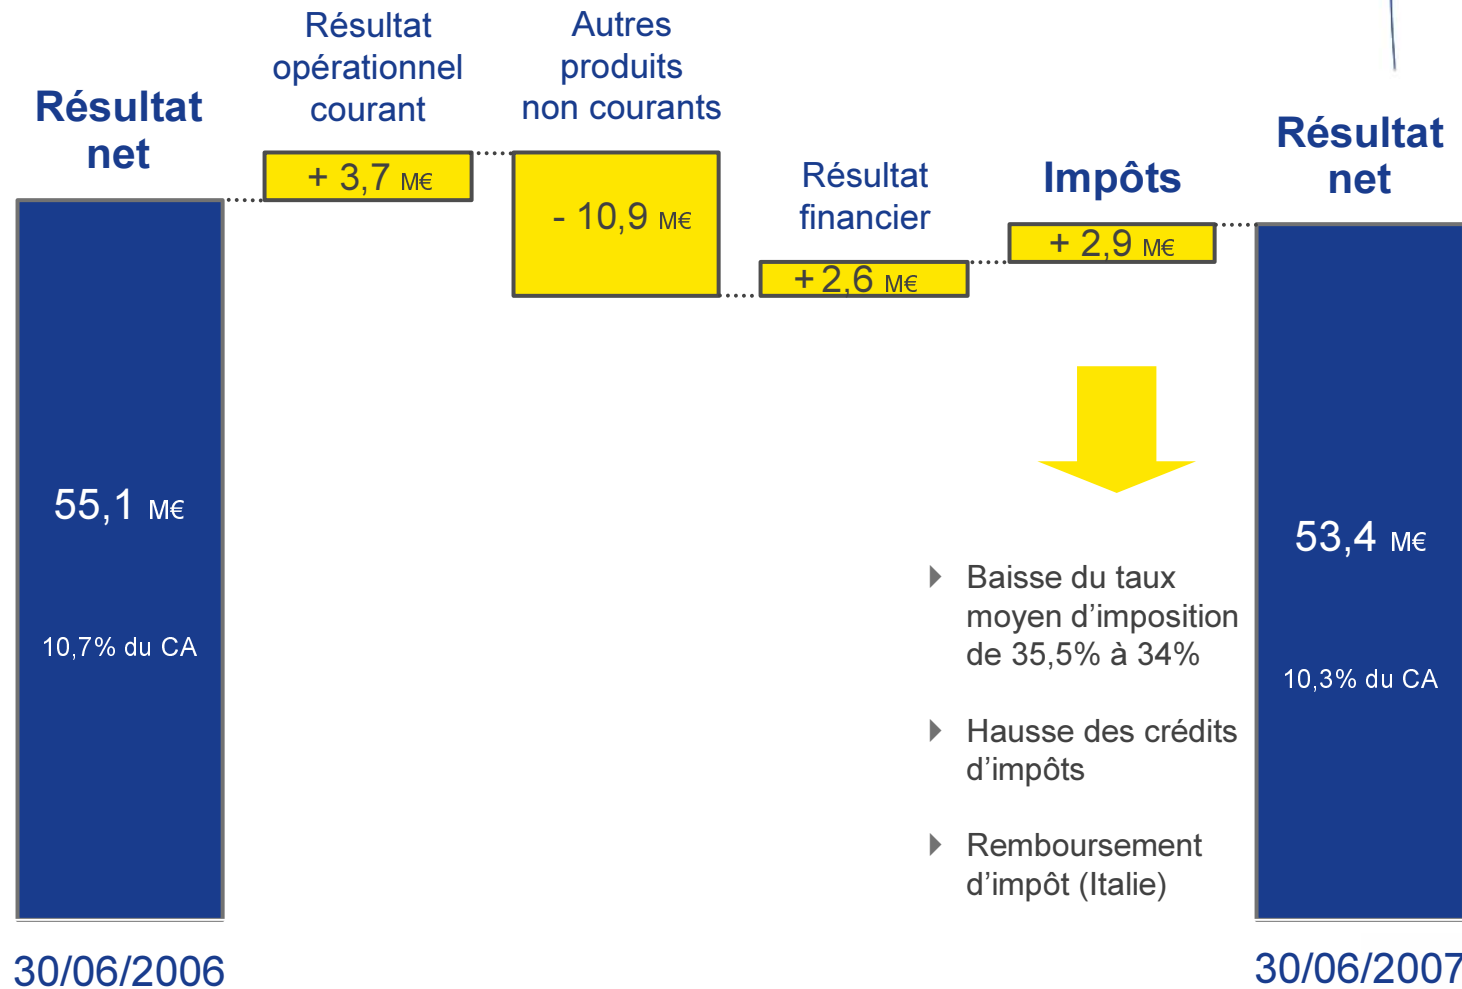 Résultat
net
Résultat
opérationnel
courant
Autres
produits
non courants
Résultat
financier
Impôts
Résultat
net
+ 3,7 M€
- 10,9 M€
+ 2,6 M€
+ 2,9 M€
55,1 M€
10,7% du CA
53,4 M€
10,3% du CA
Baisse du taux
moyen d’imposition
de 35,5% à 34%
Hausse des crédits
d’impôts
Remboursement
d’impôt (Italie)
30/06/2006
30/06/2007